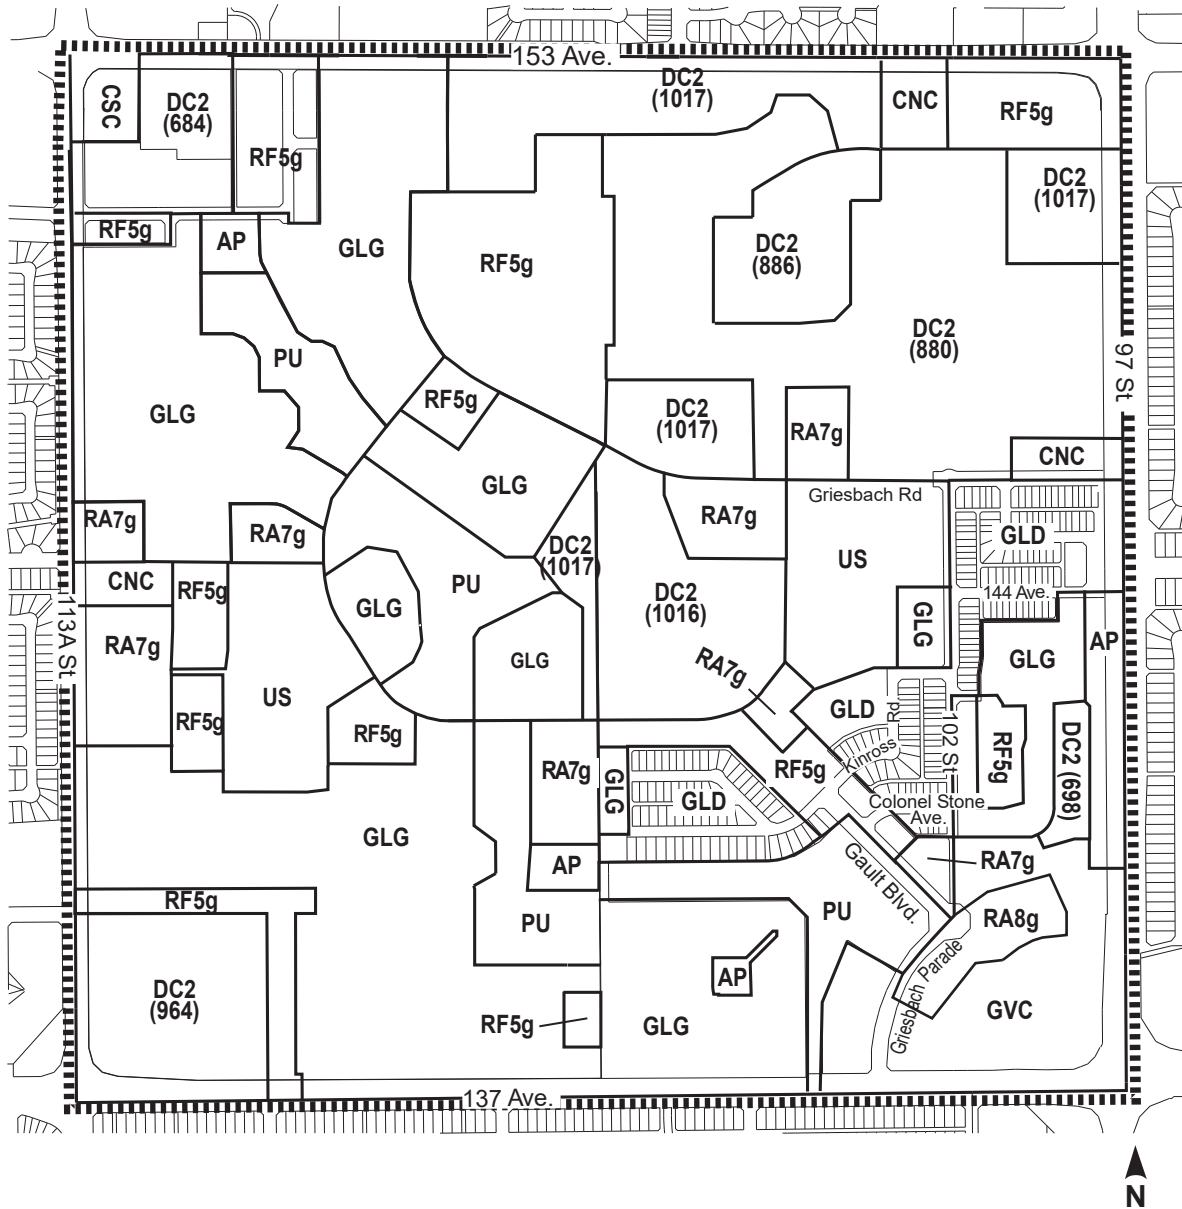 153 Ave.
CSC
DC2
(684)
DC2
(1017)
CNC
RF5g
RF5g
DC2
(1017)
RF5g
AP
GLG
RF5g
DC2
(886)
DC2
(880)
97 St
PU
GLG
RF5g
DC2
(1017)
RA7g
CNC
GLG
Griesbach Rd
RA7g
RA7g
RA7g
GLD
DC2
(1017)
US
CNC
RF5g
PU
144 Ave.
GLG
DC2
(1016)
GLG
113A St
RA7g
AP
GLG
GLG
RA7g
US
GLD
Rd
RF5g
RF5g
102 St
RF5g
DC2 (698)
Kinross
RA7g
GLG
RF5g
GLD
Colonel Stone
Ave.
GLG
AP
RA7g
Gault Blvd.
RF5g
PU
PU
RA8g
AP
Griesbach Parade
DC2
(964)
RF5g
GLG
GVC
137 Ave.
N